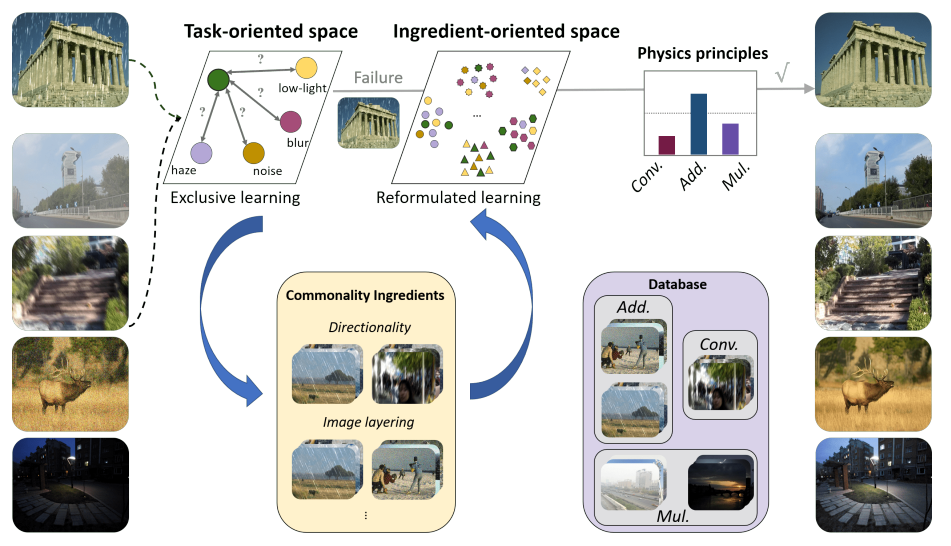 Task-oriented space
Ingredient-oriented space
Physics principles
Failure
√
?
?
?
?
low-light
blur
haze
noise
...
Conv.
Add.
Mul.
Exclusive learning
Reformulated learning
Commonality Ingredients
Directionality
Image layering
...
Database
Add.
Conv.
Mul.